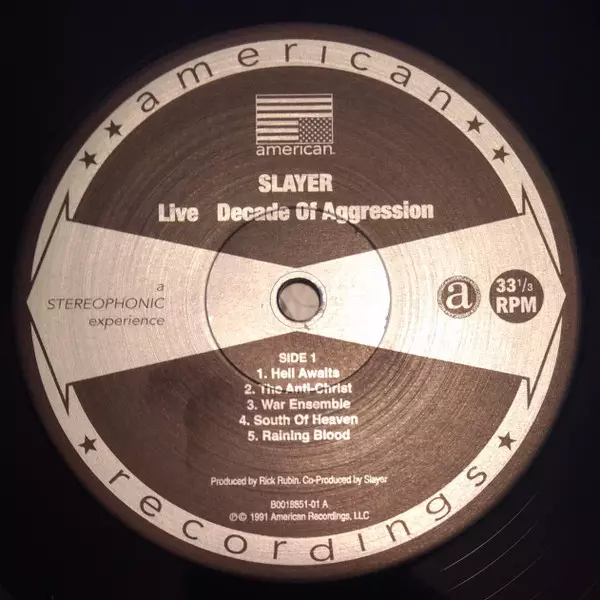 american
american
SLAYER
Live Decade Of Aggression
a
STEREOPHONIC
experience
a
33 1/3
RPM
SIDE 1
1. Hell Awaits
2. The Anti-Christ
3. War Ensemble
4. South Of Heaven
5. Raining Blood
Produced by Rick Rubin. Co-Produced by Slayer
B0018851-01 A
℗© 1991 American Recordings, LLC
recordings